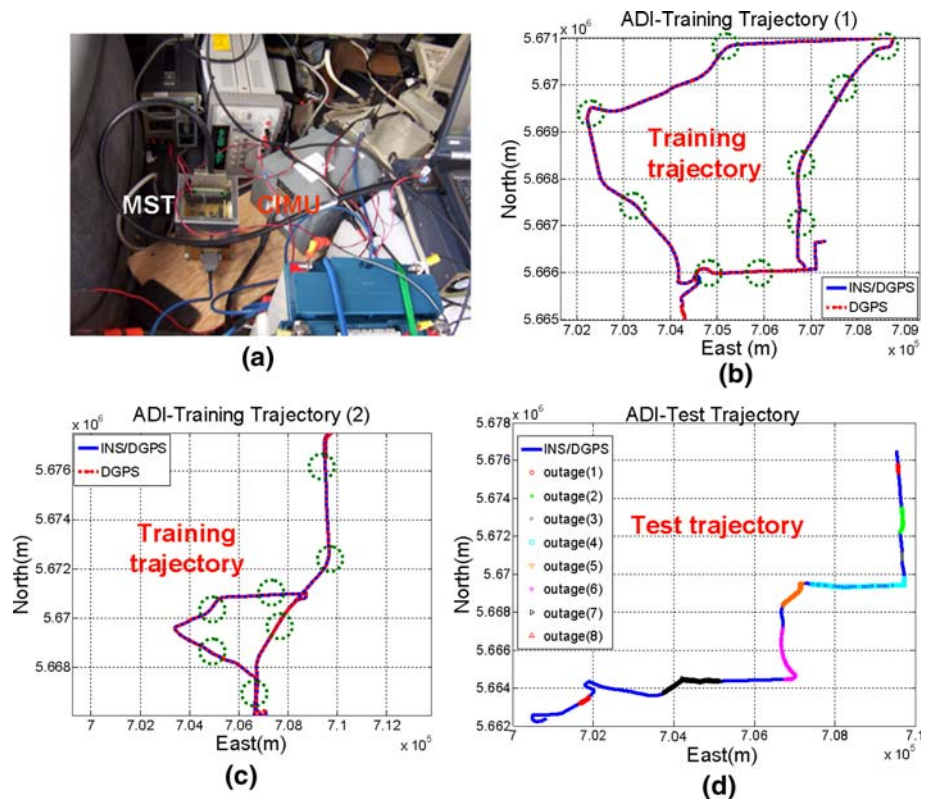 MST
CIMU
(a)
ADI-Training Trajectory (1)
x 10^6
5.671
5.67
5.669
5.668
5.667
5.666
5.665
North(m)
Training
trajectory
INS/DGPS
DGPS
7.02 7.03 7.04 7.05 7.06 7.07 7.08 7.09
East (m)
x 10^5
(b)
ADI-Training Trajectory (2)
x 10^6
INS/DGPS
DGPS
5.676
5.674
5.672
5.67
5.668
North(m)
Training
trajectory
7 7.02 7.04 7.06 7.08 7.1 7.12
East(m)
x 10^5
(c)
ADI-Test Trajectory
x 10^6
5.678
5.676
5.674
5.672
5.67
5.668
5.666
5.664
5.662
North(m)
INS/DGPS
outage(1)
outage(2)
outage(3)
outage(4)
outage(5)
outage(6)
outage(7)
outage(8)
Test trajectory
70 7.02 7.04 7.06 7.08 7.1
East(m)
x 10^5
(d)